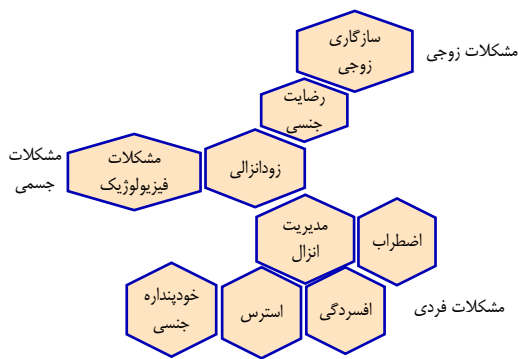 سازگاری
زوجی
مشکلات زوجی
رضایت
جنسی
زودانزالی
مشکلات
فیزیولوژیک
مشکلات
جسمی
مدیریت
انزال
اضطراب
افسردگی
استرس
خودپنداره
جنسی
مشکلات فردی